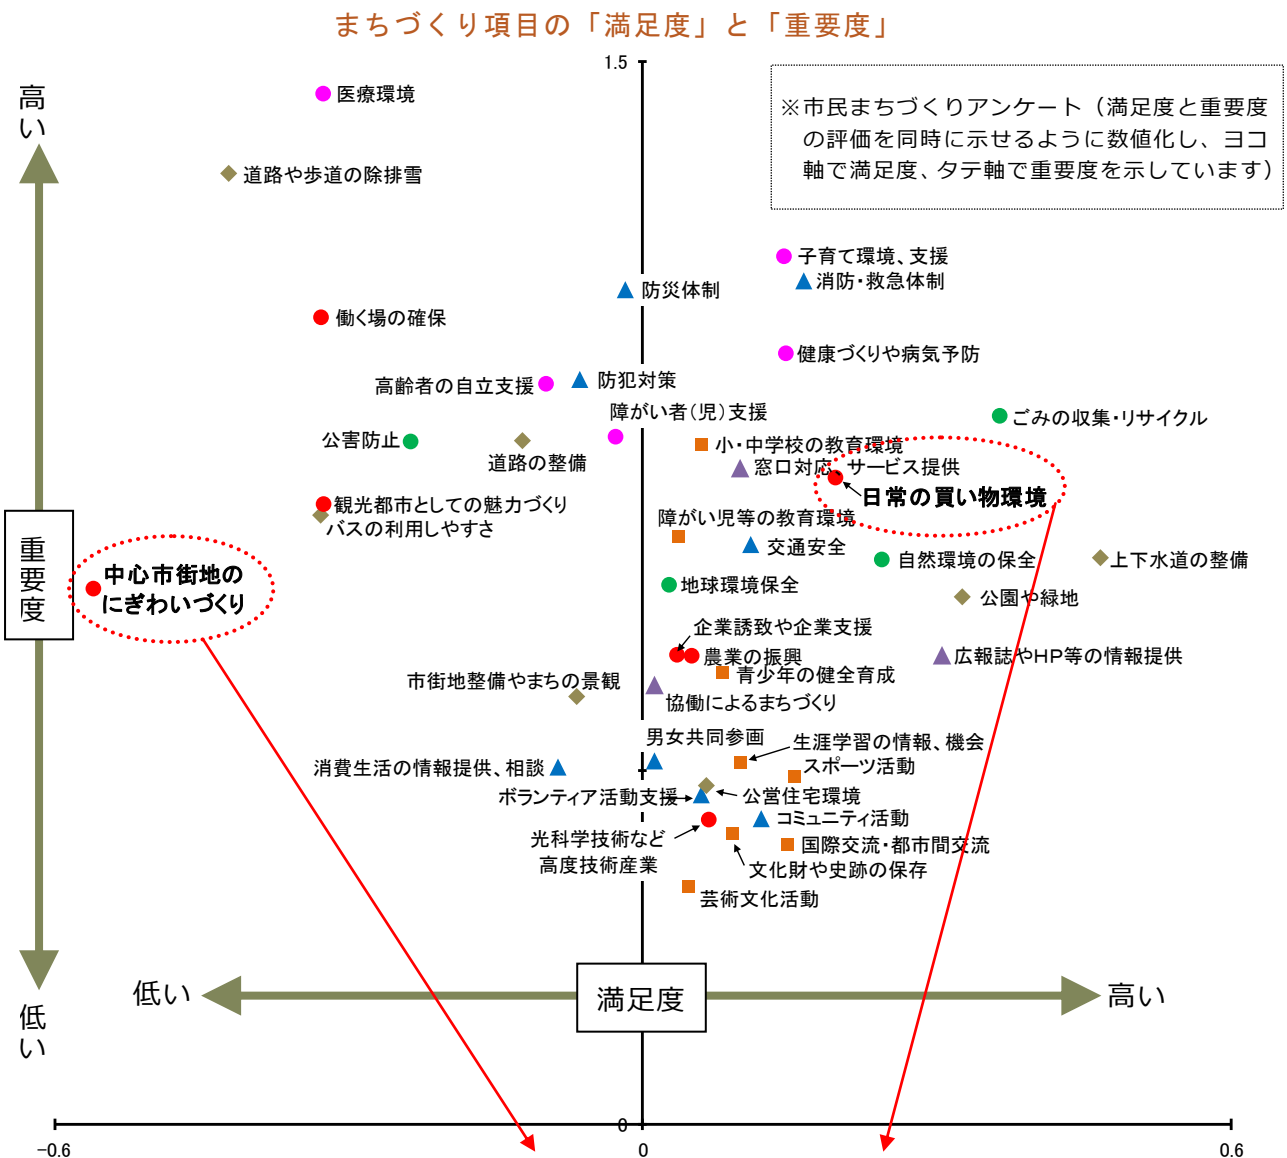 まちづくり項目の「満足度」と「重要度」
1.5
高い
※市民まちづくりアンケート（満足度と重要度
の評価を同時に示せるように数値化し、ヨコ
軸で満足度、タテ軸で重要度を示しています）
医療環境
道路や歩道の除排雪
子育て環境、支援
消防・救急体制
防災体制
働く場の確保
健康づくりや病気予防
高齢者の自立支援
防犯対策
障がい者（児）支援
ごみの収集・リサイクル
公害防止
道路の整備
小・中学校の教育環境
窓口対応、サービス提供
日常の買い物環境
観光都市としての魅力づくり
バスの利用しやすさ
障がい児等の教育環境
交通安全
自然環境の保全
上下水道の整備
重要度
中心市街地の
にぎわいづくり
地球環境保全
公園や緑地
企業誘致や企業支援
農業の振興
広報誌やHP等の情報提供
青少年の健全育成
市街地整備やまちの景観
協働によるまちづくり
男女共同参画
生涯学習の情報、機会
スポーツ活動
消費生活の情報提供、相談
ボランティア活動支援
公営住宅環境
コミュニティ活動
光科学技術など
高度技術産業
国際交流・都市間交流
文化財や史跡の保存
芸術文化活動
低い
低い
満足度
高い
0
-0.6
0
0.6